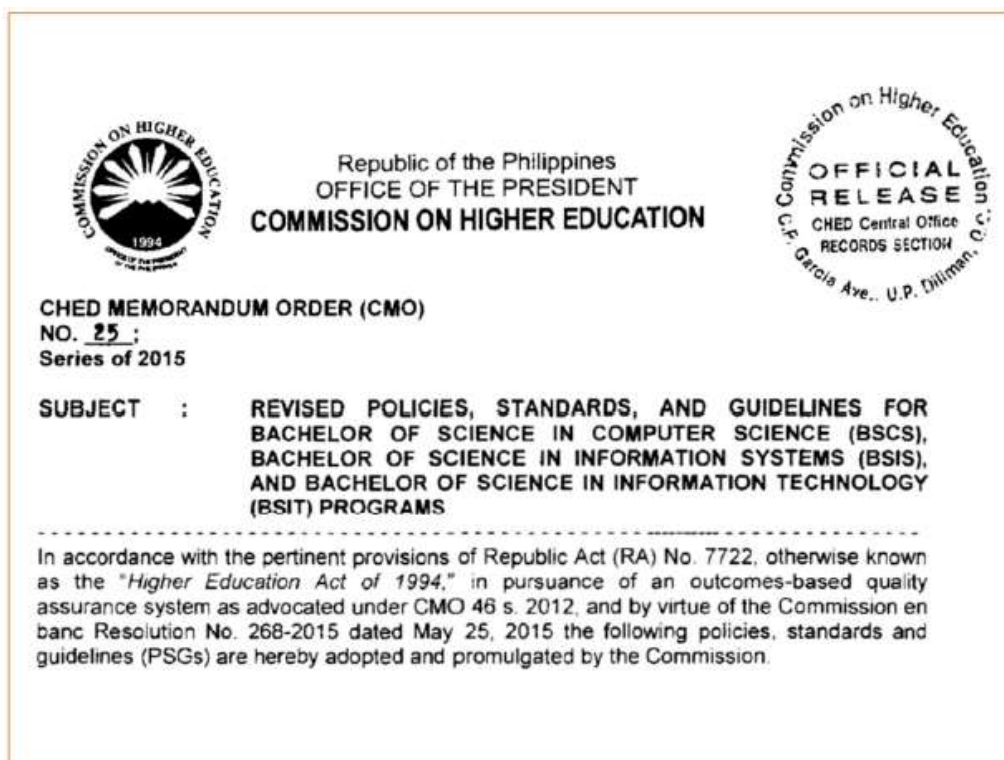 COMMISSION ON HIGHER EDUCATION
1994
OFFICE OF THE PRESIDENT
OF THE PHILIPPINES
Republic of the Philippines
OFFICE OF THE PRESIDENT
COMMISSION ON HIGHER EDUCATION
Commission on Higher Education
OFFICIAL
RELEASE
CHED Central Office
RECORDS SECTION
C.P. Garcia Ave., U.P. Diliman, Q.C.
CHED MEMORANDUM ORDER (CMO)
NO. 25 ;
Series of 2015
SUBJECT : REVISED POLICIES, STANDARDS, AND GUIDELINES FOR
BACHELOR OF SCIENCE IN COMPUTER SCIENCE (BSCS),
BACHELOR OF SCIENCE IN INFORMATION SYSTEMS (BSIS),
AND BACHELOR OF SCIENCE IN INFORMATION TECHNOLOGY
(BSIT) PROGRAMS
In accordance with the pertinent provisions of Republic Act (RA) No. 7722, otherwise known
as the "Higher Education Act of 1994," in pursuance of an outcomes-based quality
assurance system as advocated under CMO 46 s. 2012, and by virtue of the Commission en
banc Resolution No. 268-2015 dated May 25, 2015 the following policies, standards and
guidelines (PSGs) are hereby adopted and promulgated by the Commission.